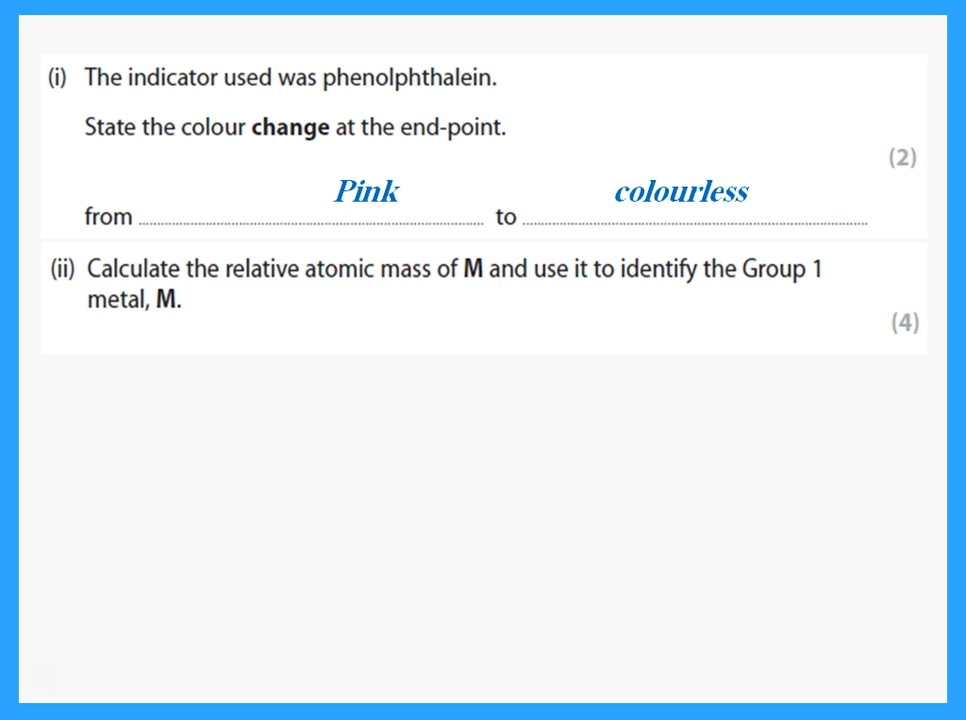 (i) The indicator used was phenolphthalein.
State the colour change at the end-point.
(2)
Pink colourless
from ........ to ........
(ii) Calculate the relative atomic mass of M and use it to identify the Group 1
metal, M.
(4)